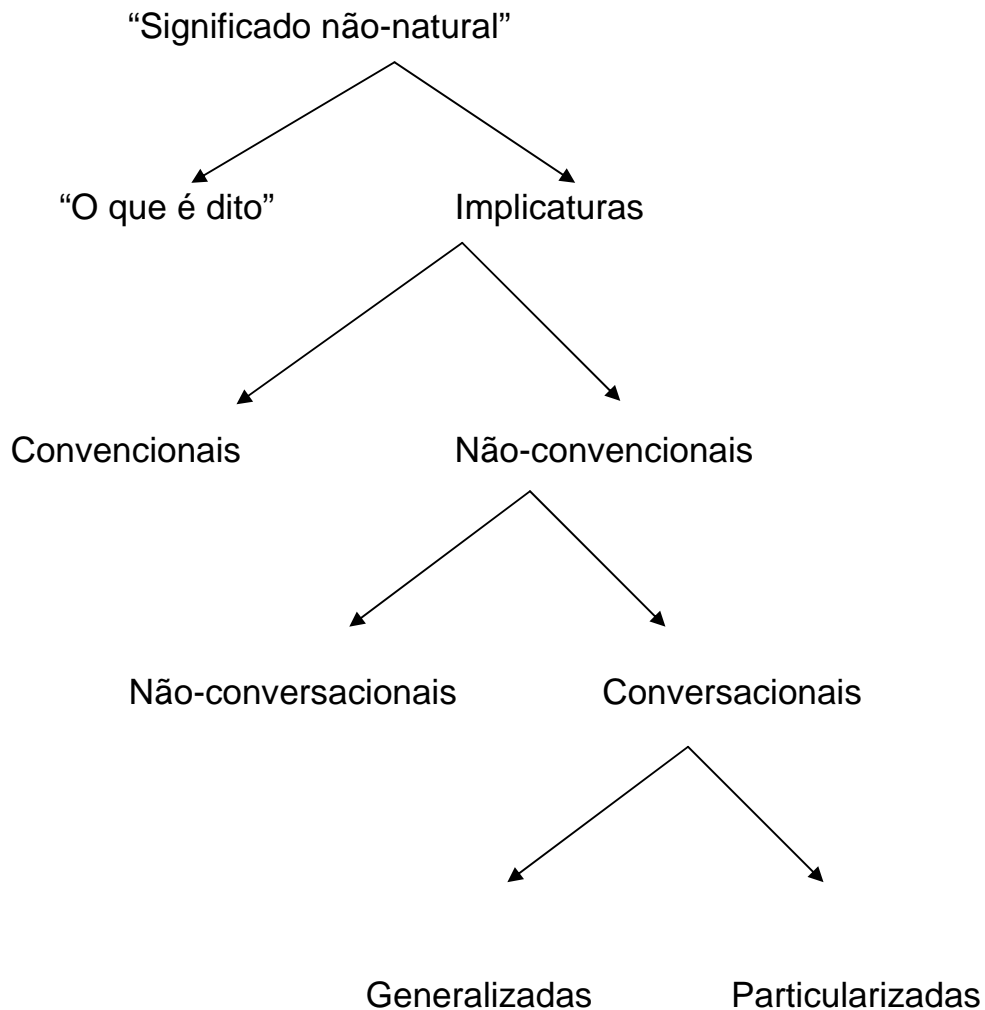 “Significado não-natural”
“O que é dito” Implicaturas
Convencionais Não-convencionais
Não-conversacionais Conversacionais
Generalizadas Particularizadas